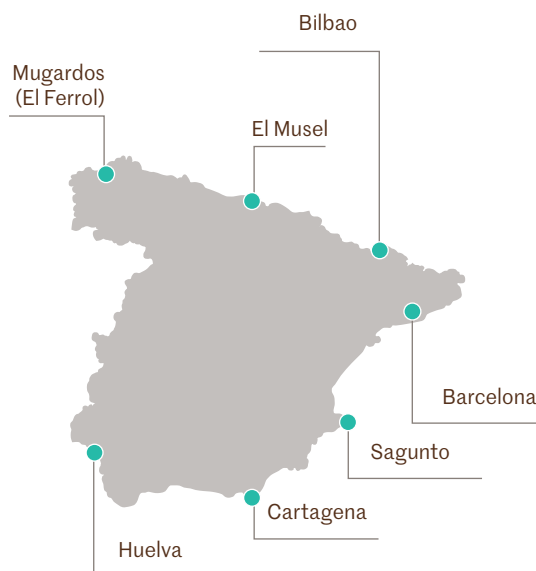 Bilbao
Mugardos
(El Ferrol)
El Musel
Barcelona
Sagunto
Cartagena
Huelva